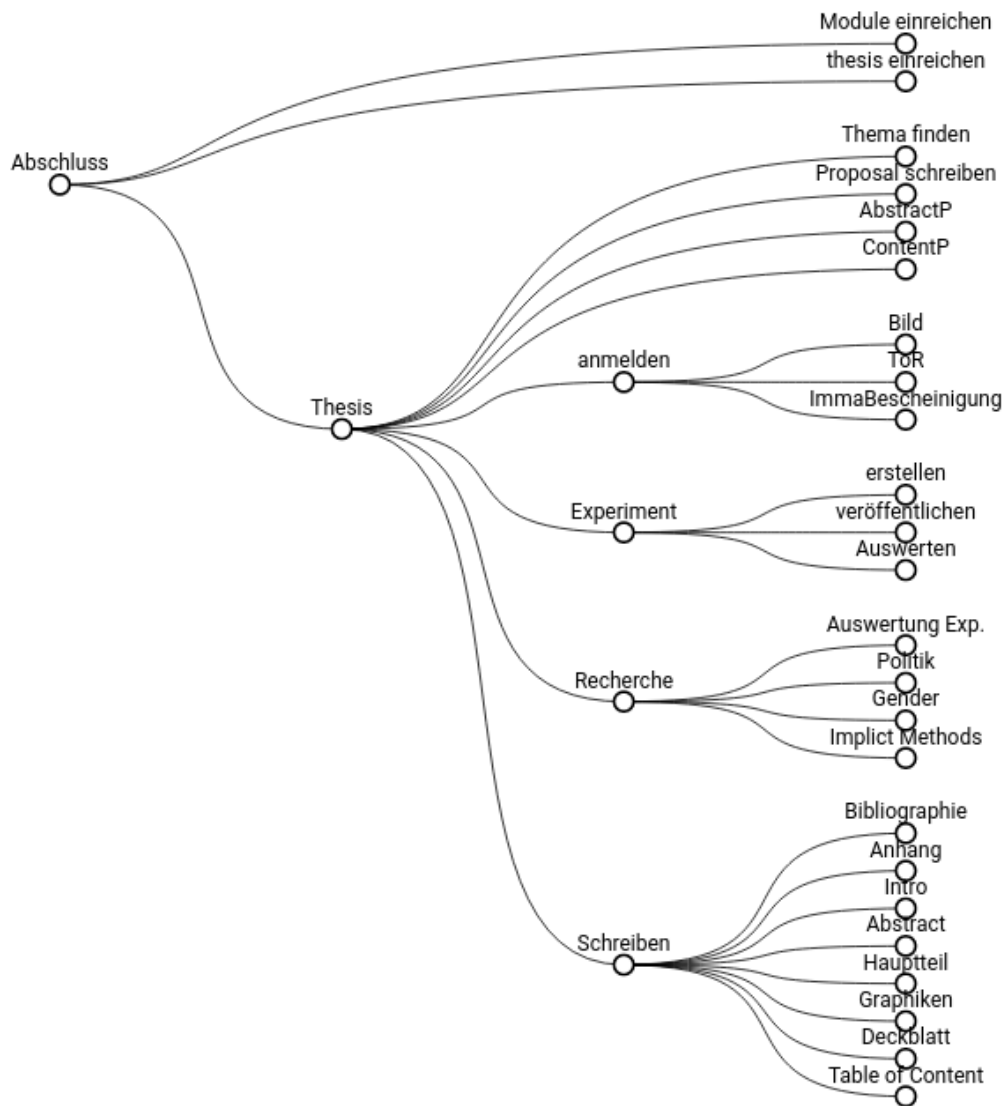 Module einreichen
thesis einreichen
Abschluss
Thema finden
Proposal schreiben
AbstractP
ContentP
Bild
anmelden
ToR
ImmaBescheinigung
Thesis
erstellen
Experiment
veröffentlichen
Auswerten
Auswertung Exp.
Politik
Recherche
Gender
Implict Methods
Bibliographie
Anhang
Intro
Abstract
Schreiben
Hauptteil
Graphiken
Deckblatt
Table of Content